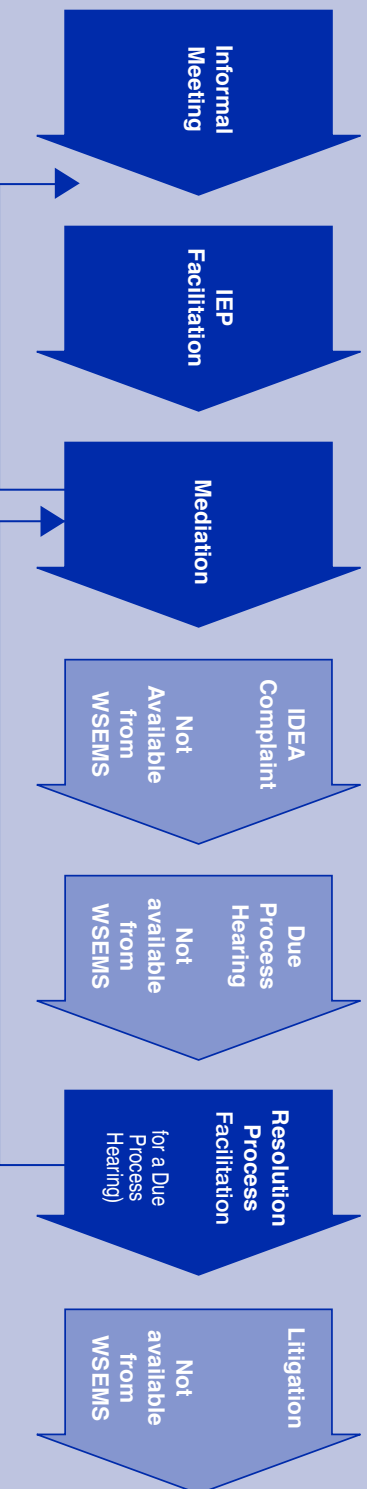 Informal
Meeting
IEP
Facilitation
Mediation
IDEA
Complaint
Not
Available
from
WSEMS
Due
Process
Hearing
Not
available
from
WSEMS
Resolution
Process
Facilitation
for a Due
Process
Hearing)
Litigation
Not
available
from
WSEMS